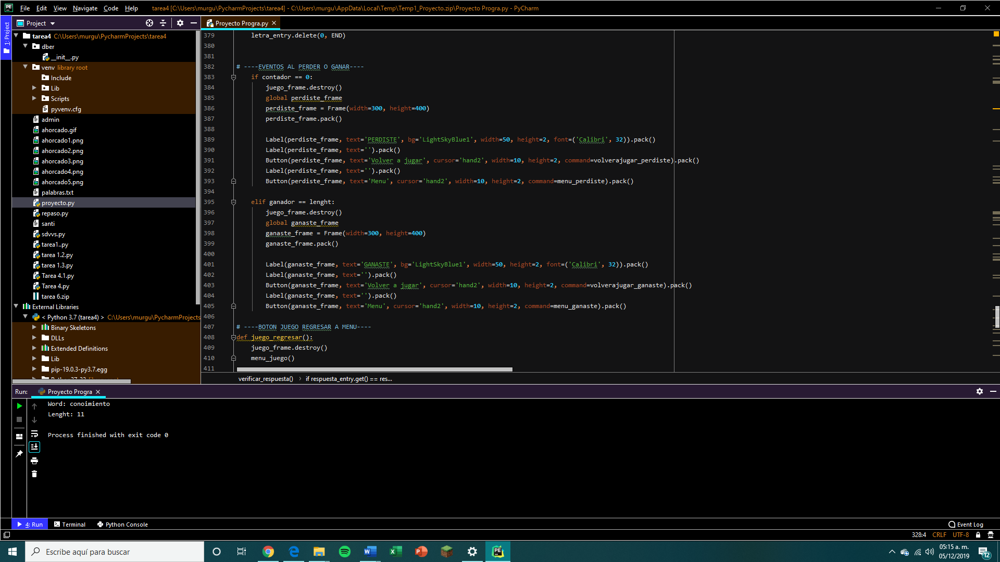 File Edit View Navigate Code Help tarea4 [C:\Users\murgu\PycharmProjects\tarea4] - C:\Users\murgu\AppData\Local\Temp\Temp1_Proyecto.zip\Proyecto Progra.py - PyCharm
1: Project
Project
tarea4 C:\Users\murgu\PycharmProjects\tarea4
dber
__init__.py
venv library root
Include
Lib
Scripts
pyvenv.cfg
admin
ahorcado.gif
ahorcado1.png
ahorcado2.png
ahorcado3.png
ahorcado4.png
ahorcado5.png
palabras.txt
proyecto.py
repaso.py
santi
sdvvs.py
tarea1..py
tarea 1.2.py
tarea 1.3.py
Tarea 4.1.py
Tarea 4.py
tarea 6.zip
External Libraries
< Python 3.7 (tarea4) > C:\Users\murgu\PycharmProjects
Binary Skeletons
DLLs
Extended Definitions
Lib
pip-19.0.3-py3.7.egg
Proyecto Progra.py
379 letra_entry.delete(0, END)
380
381
382 # ----EVENTOS AL PERDER O GANAR----
383 if contador == 0:
384 juego_frame.destroy()
385 global perdiste_frame
386 perdiste_frame = Frame(width=300, height=400)
387 perdiste_frame.pack()
388
389 Label(perdiste_frame, text='PERDISTE', bg='LightSkyBlue1', width=50, height=2, font=('Calibri', 32)).pack()
390 Label(perdiste_frame, text='').pack()
391 Button(perdiste_frame, text='Volver a jugar', cursor='hand2', width=10, height=2, command=volverajugar_perdiste).pack()
392 Label(perdiste_frame, text='').pack()
393 Button(perdiste_frame, text='Menu', cursor='hand2', width=10, height=2, command=menu_perdiste).pack()
394
395 elif ganador == lenght:
396 juego_frame.destroy()
397 global ganaste_frame
398 ganaste_frame = Frame(width=300, height=400)
399 ganaste_frame.pack()
400
401 Label(ganaste_frame, text='GANASTE', bg='LightSkyBlue1', width=50, height=2, font=('Calibri', 32)).pack()
402 Label(ganaste_frame, text='').pack()
403 Button(ganaste_frame, text='Volver a jugar', cursor='hand2', width=10, height=2, command=volverajugar_ganaste).pack()
404 Label(ganaste_frame, text='').pack()
405 Button(ganaste_frame, text='Menu', cursor='hand2', width=10, height=2, command=menu_ganaste).pack()
406
407 # ----BOTON JUEGO REGRESAR A MENU----
408 def juego_regresar():
409 juego_frame.destroy()
410 menu_juego()
411
verificar_respuesta() › if respuesta_entry.get() == res...
Run: Proyecto Progra
Word: conoimiento
Lenght: 11
Process finished with exit code 0
4: Run Terminal Python Console Event Log
328:4 CRLF UTF-8
Escribe aquí para buscar
05:15 a. m.
05/12/2019
12